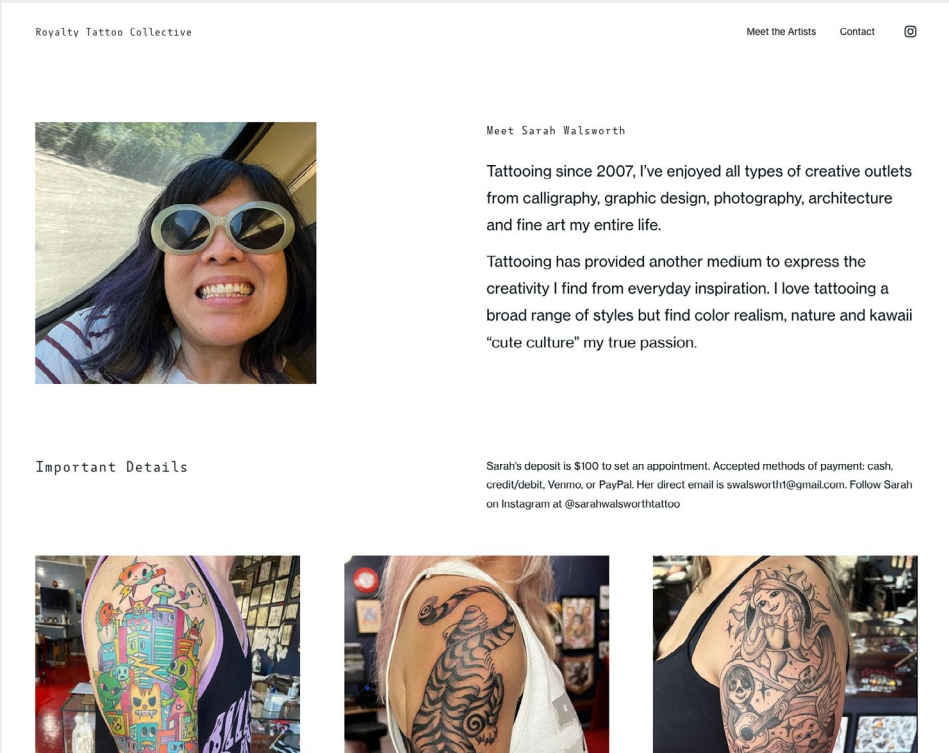 Royalty Tattoo Collective
Meet the Artists
Contact
Meet Sarah Walsworth
Tattooing since 2007, I've enjoyed all types of creative outlets
from calligraphy, graphic design, photography, architecture
and fine art my entire life.
Tattooing has provided another medium to express the
creativity I find from everyday inspiration. I love tattooing a
broad range of styles but find color realism, nature and kawaii
“cute culture” my true passion.
Important Details
Sarah's deposit is $100 to set an appointment. Accepted methods of payment: cash,
credit/debit, Venmo, or PayPal. Her direct email is swalsworth1@gmail.com. Follow Sarah
on Instagram at @sarahwalsworthtattoo